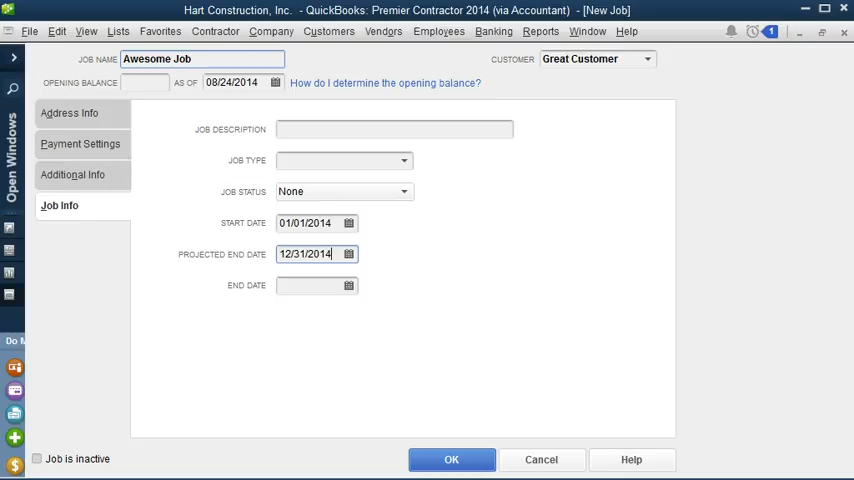 Hart Construction, Inc. - QuickBooks: Premier Contractor 2014 (via Accountant) - [New Job]
File Edit View Lists Favorites Contractor Company Customers Vendors Employees Banking Reports Window Help 1
JOB NAME Awesome Job CUSTOMER Great Customer
OPENING BALANCE AS OF 08/24/2014 How do I determine the opening balance?
Address Info
Payment Settings
Additional Info
Job Info
JOB DESCRIPTION
JOB TYPE
JOB STATUS None
START DATE 01/01/2014
PROJECTED END DATE 12/31/2014
END DATE
Open Windows
Do M
Job is inactive
OK Cancel Help